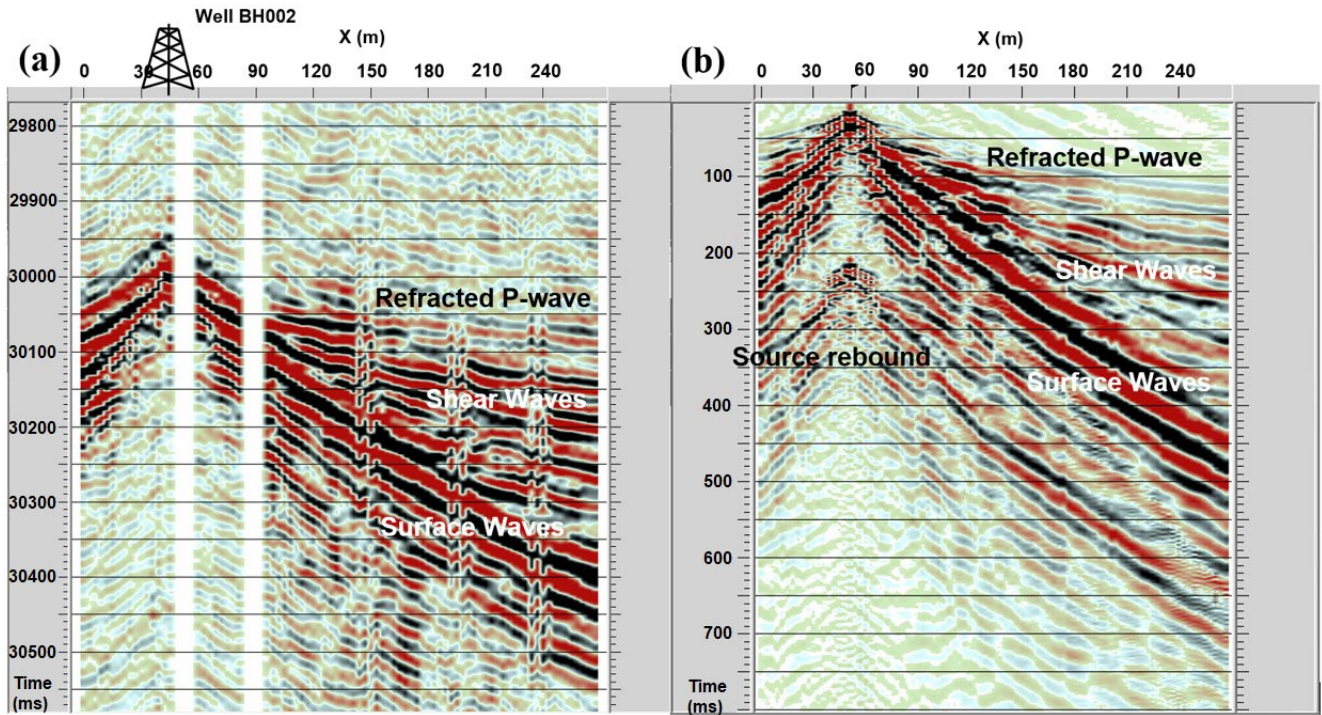 Well BH002
(a)
X (m)
0 30 60 90 120 150 180 210 240
29800
29900
30000
Refracted P-wave
30100
Shear Waves
30200
30300
Surface Waves
30400
30500
Time
(ms)
(b)
X (m)
0 30 60 90 120 150 180 210 240
Refracted P-wave
100
200
Shear Waves
300
Source rebound
Surface Waves
400
500
600
700
Time
(ms)